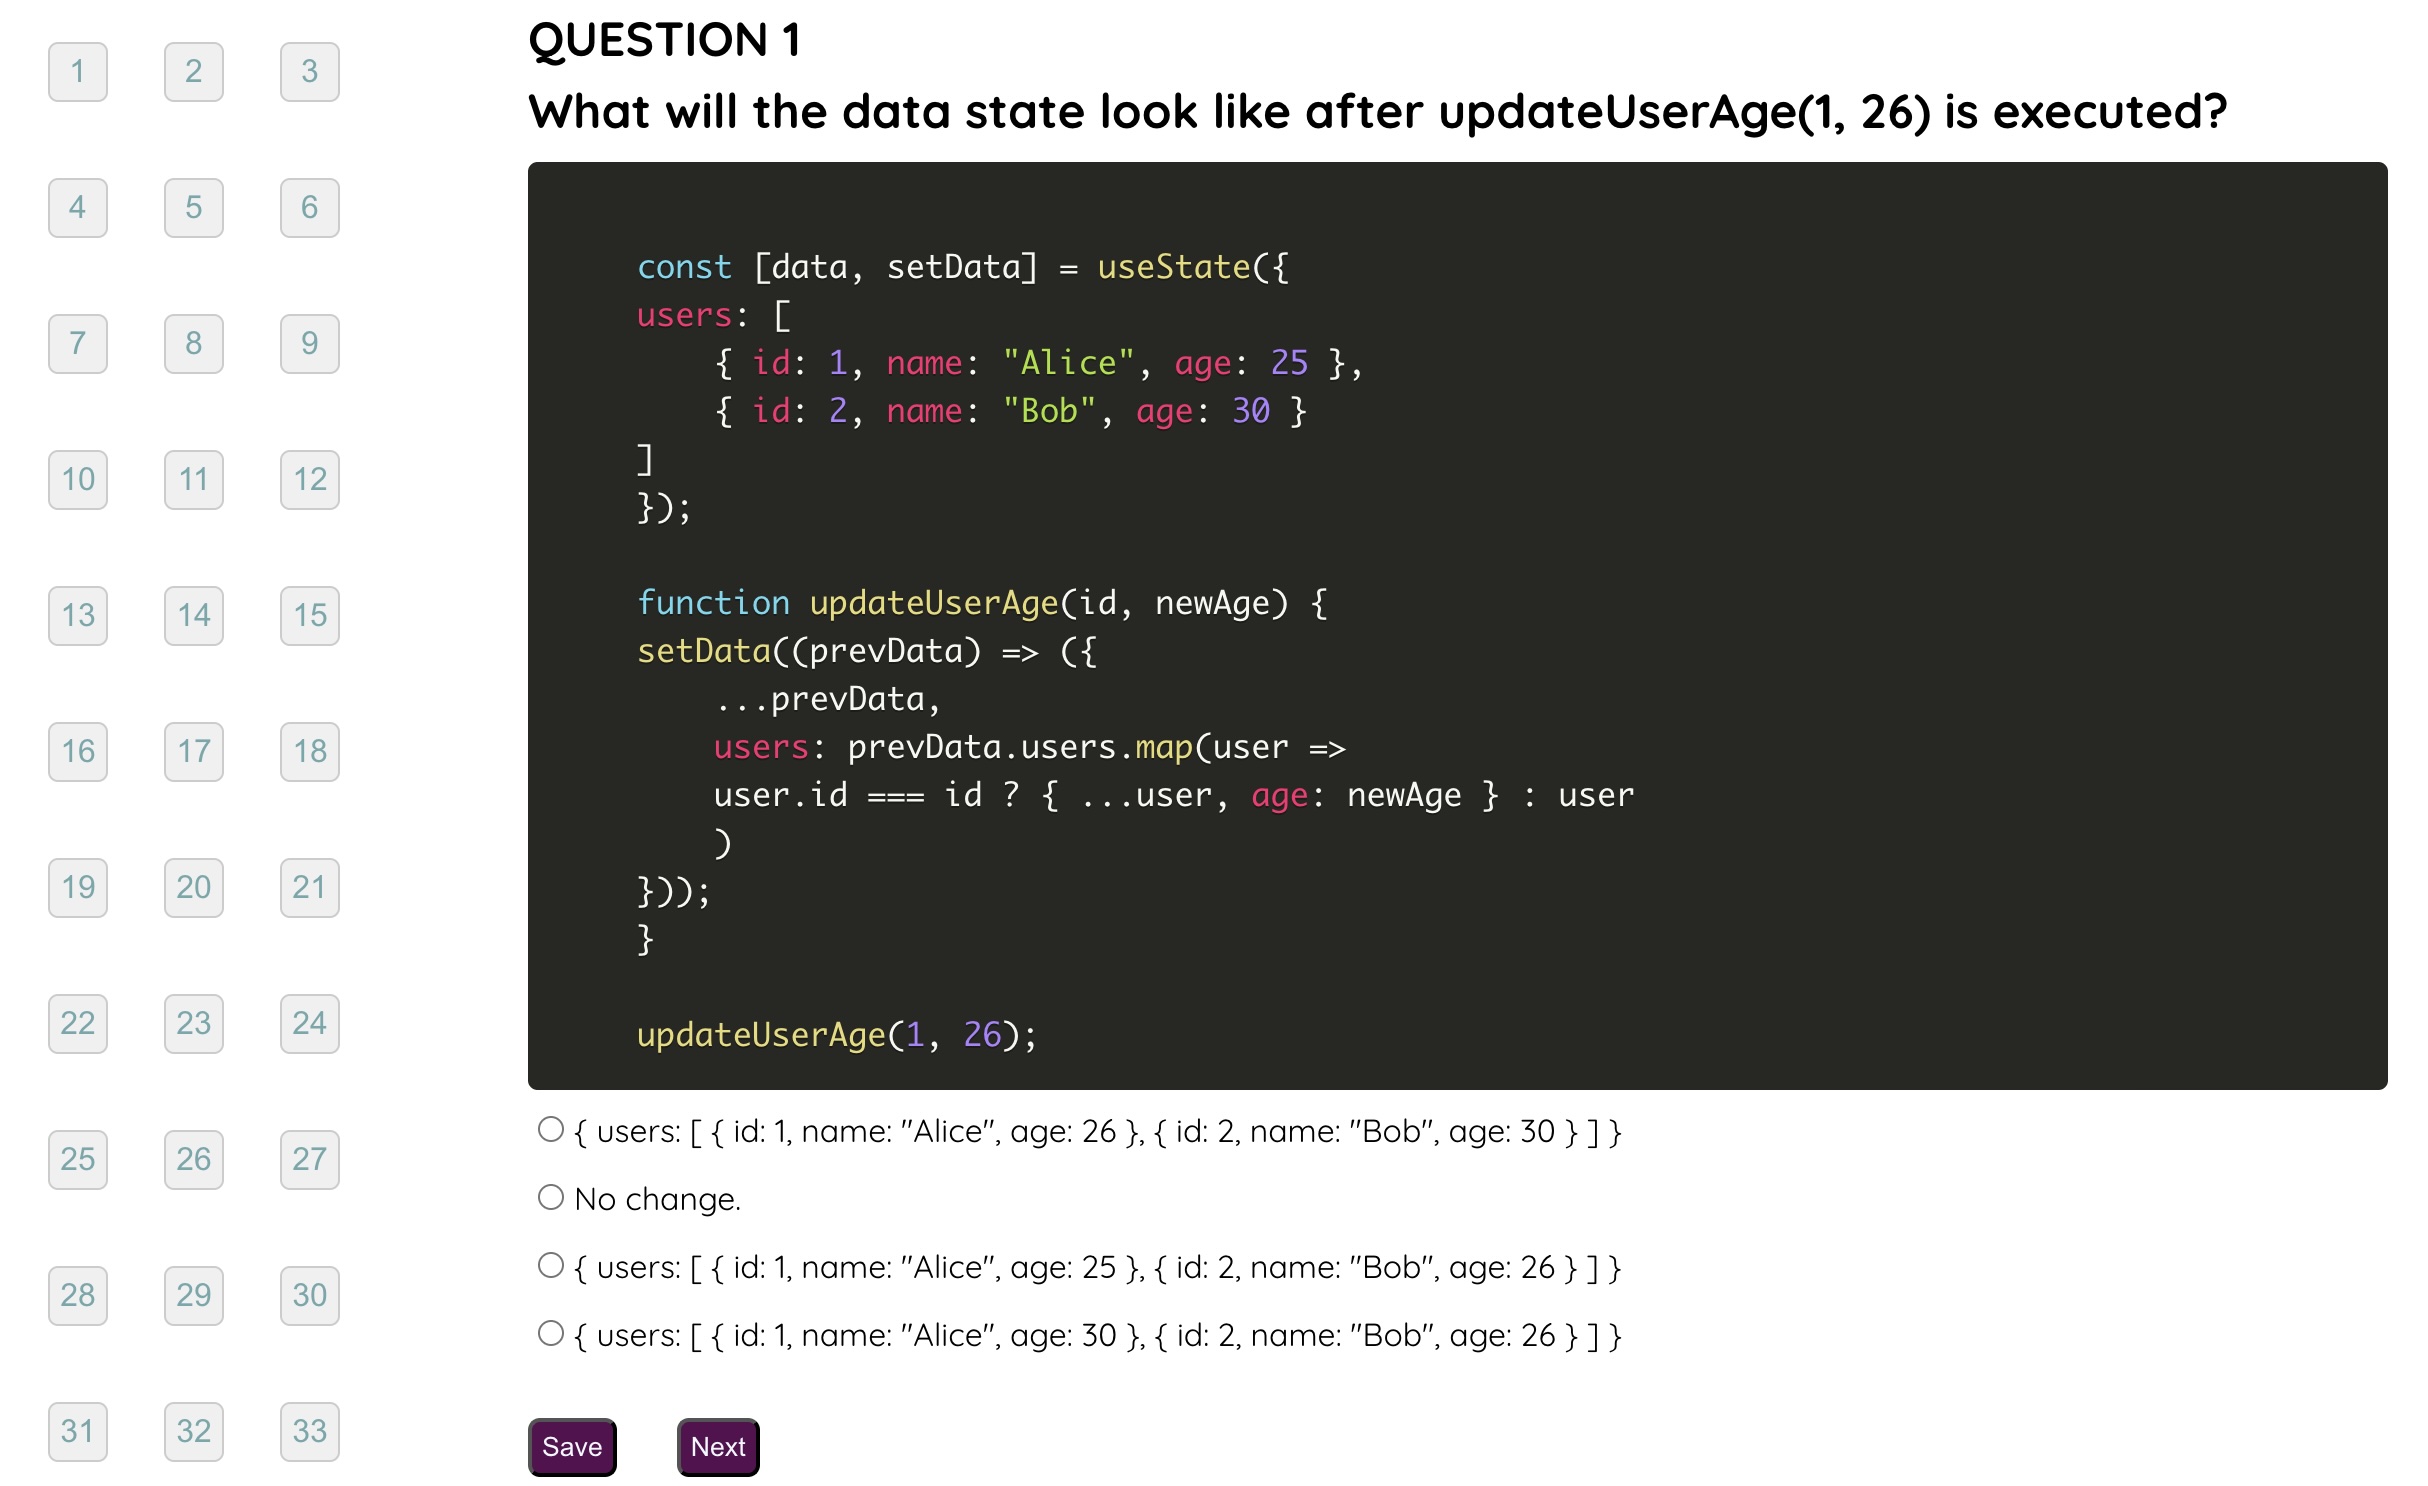 1 2 3
4 5 6
7 8 9
10 11 12
13 14 15
16 17 18
19 20 21
22 23 24
25 26 27
28 29 30
31 32 33
QUESTION 1
What will the data state look like after updateUserAge(1, 26) is executed?
const [data, setData] = useState({
users: [
{ id: 1, name: "Alice", age: 25 },
{ id: 2, name: "Bob", age: 30 }
]
});
function updateUserAge(id, newAge) {
setData((prevData) => ({
...prevData,
users: prevData.users.map(user =>
user.id === id ? { ...user, age: newAge } : user
)
}));
}
updateUserAge(1, 26);
{ users: [ { id: 1, name: "Alice", age: 26 }, { id: 2, name: "Bob", age: 30 } ] }
No change.
{ users: [ { id: 1, name: "Alice", age: 25 }, { id: 2, name: "Bob", age: 26 } ] }
{ users: [ { id: 1, name: "Alice", age: 30 }, { id: 2, name: "Bob", age: 26 } ] }
Save Next